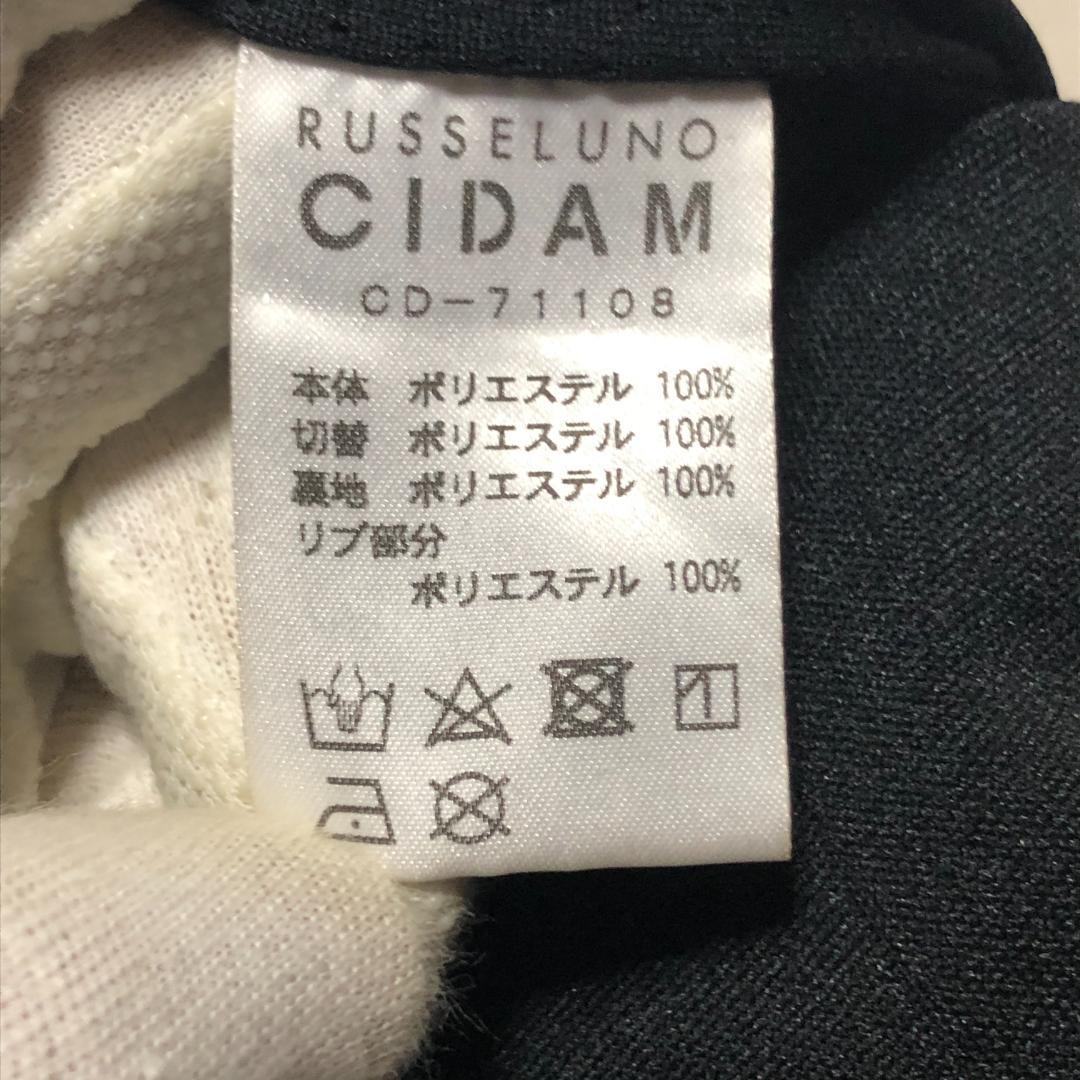 RUSSELUNO
CIDAM
CD-71108
本体 ポリエステル 100%
切替 ポリエステル 100%
裏地 ポリエステル 100%
リブ部分
ポリエステル 100%